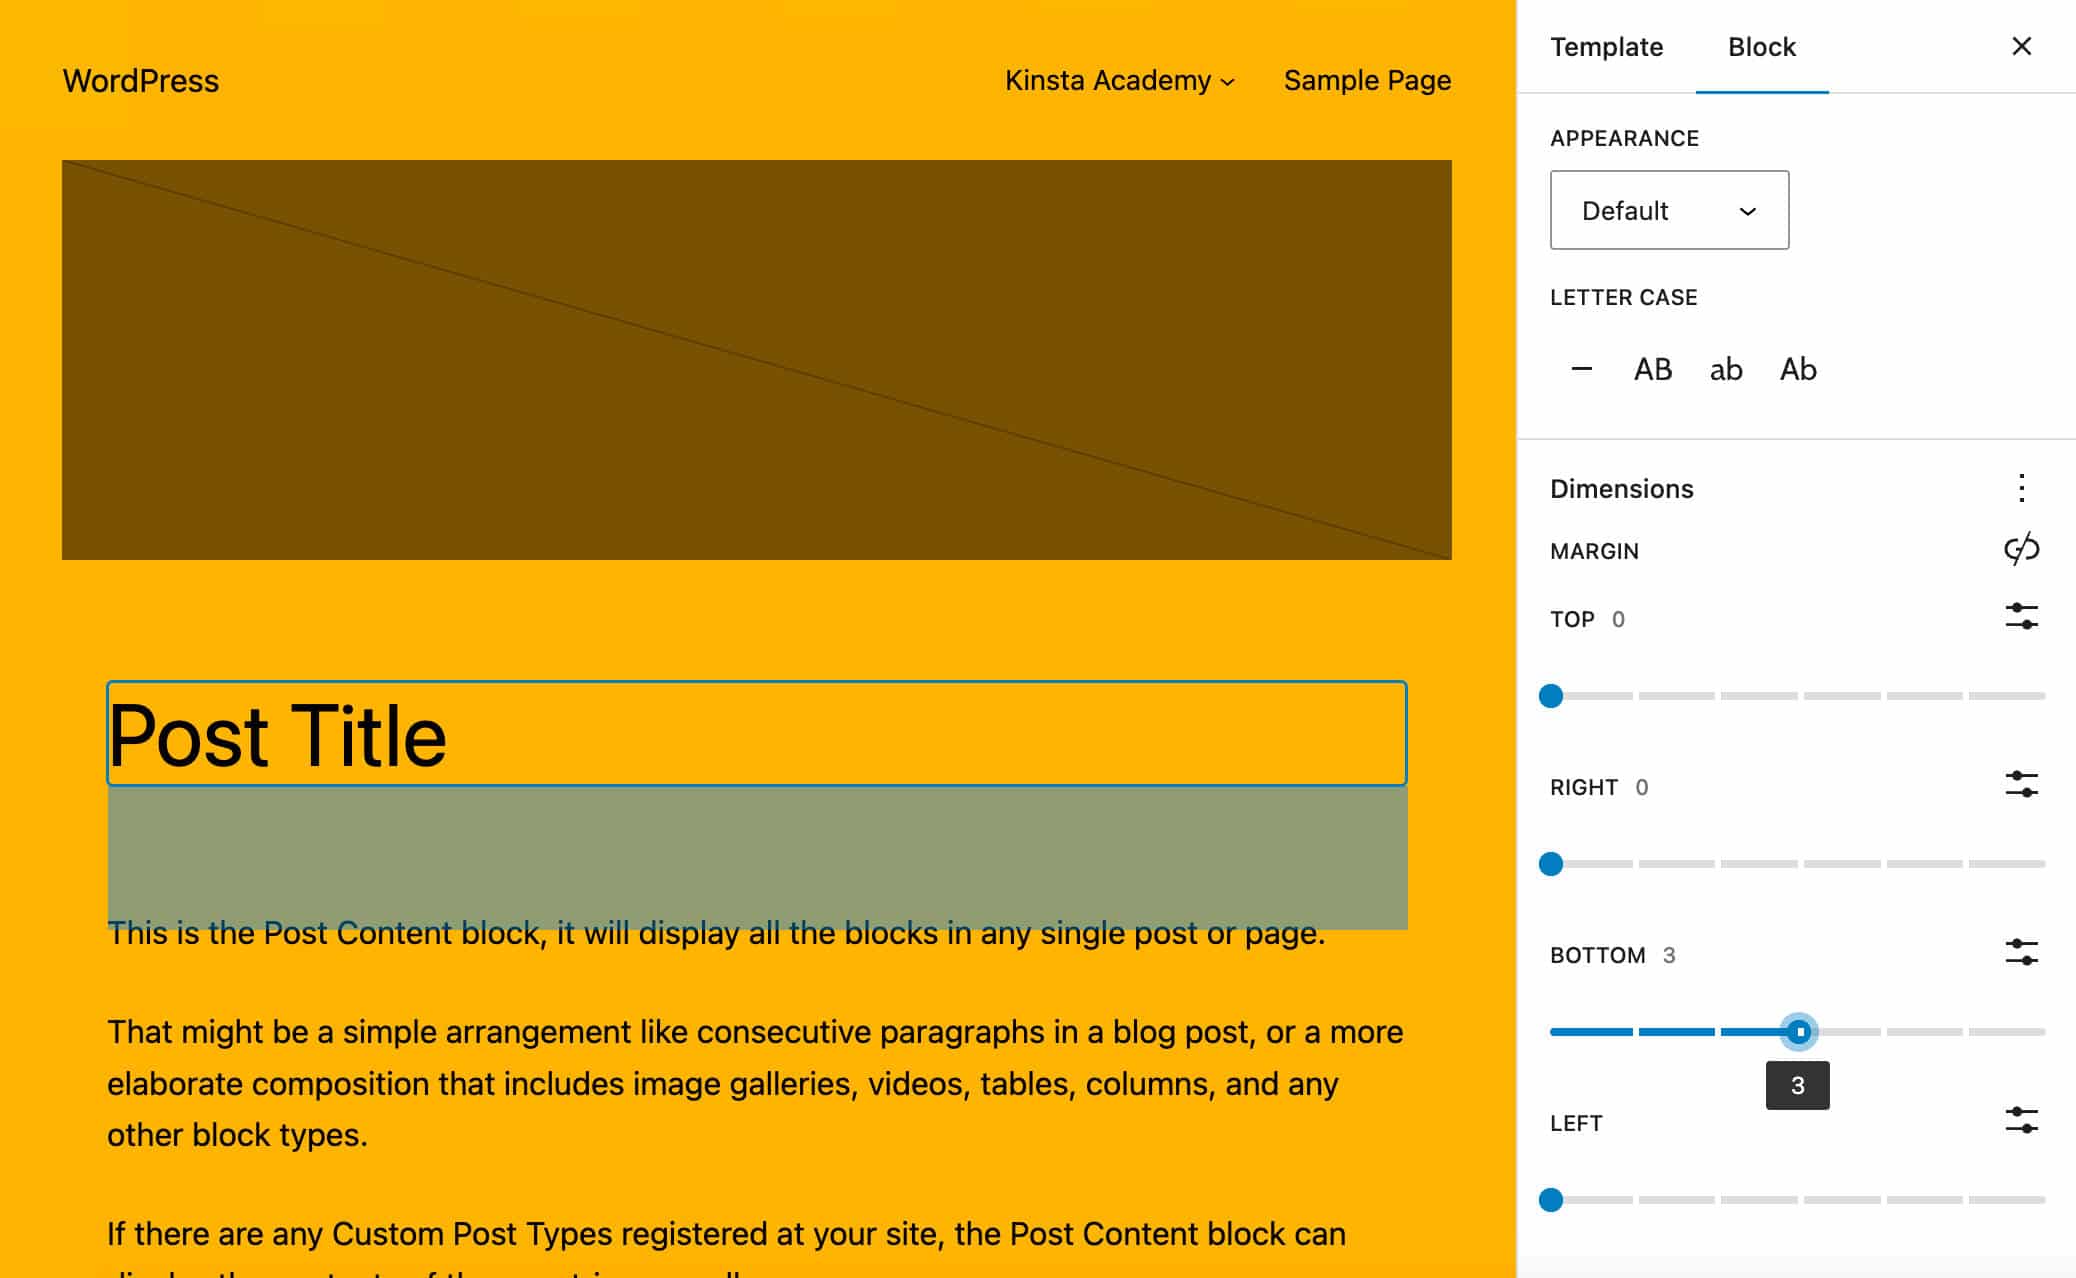 WordPress
Kinsta Academy
Sample Page
Post Title
This is the Post Content block, it will display all the blocks in any single post or page.
That might be a simple arrangement like consecutive paragraphs in a blog post, or a more
elaborate composition that includes image galleries, videos, tables, columns, and any
other block types.
If there are any Custom Post Types registered at your site, the Post Content block can
Template
Block
APPEARANCE
Default
LETTER CASE
AB ab Ab
Dimensions
MARGIN
TOP 0
RIGHT 0
BOTTOM 3
3
LEFT